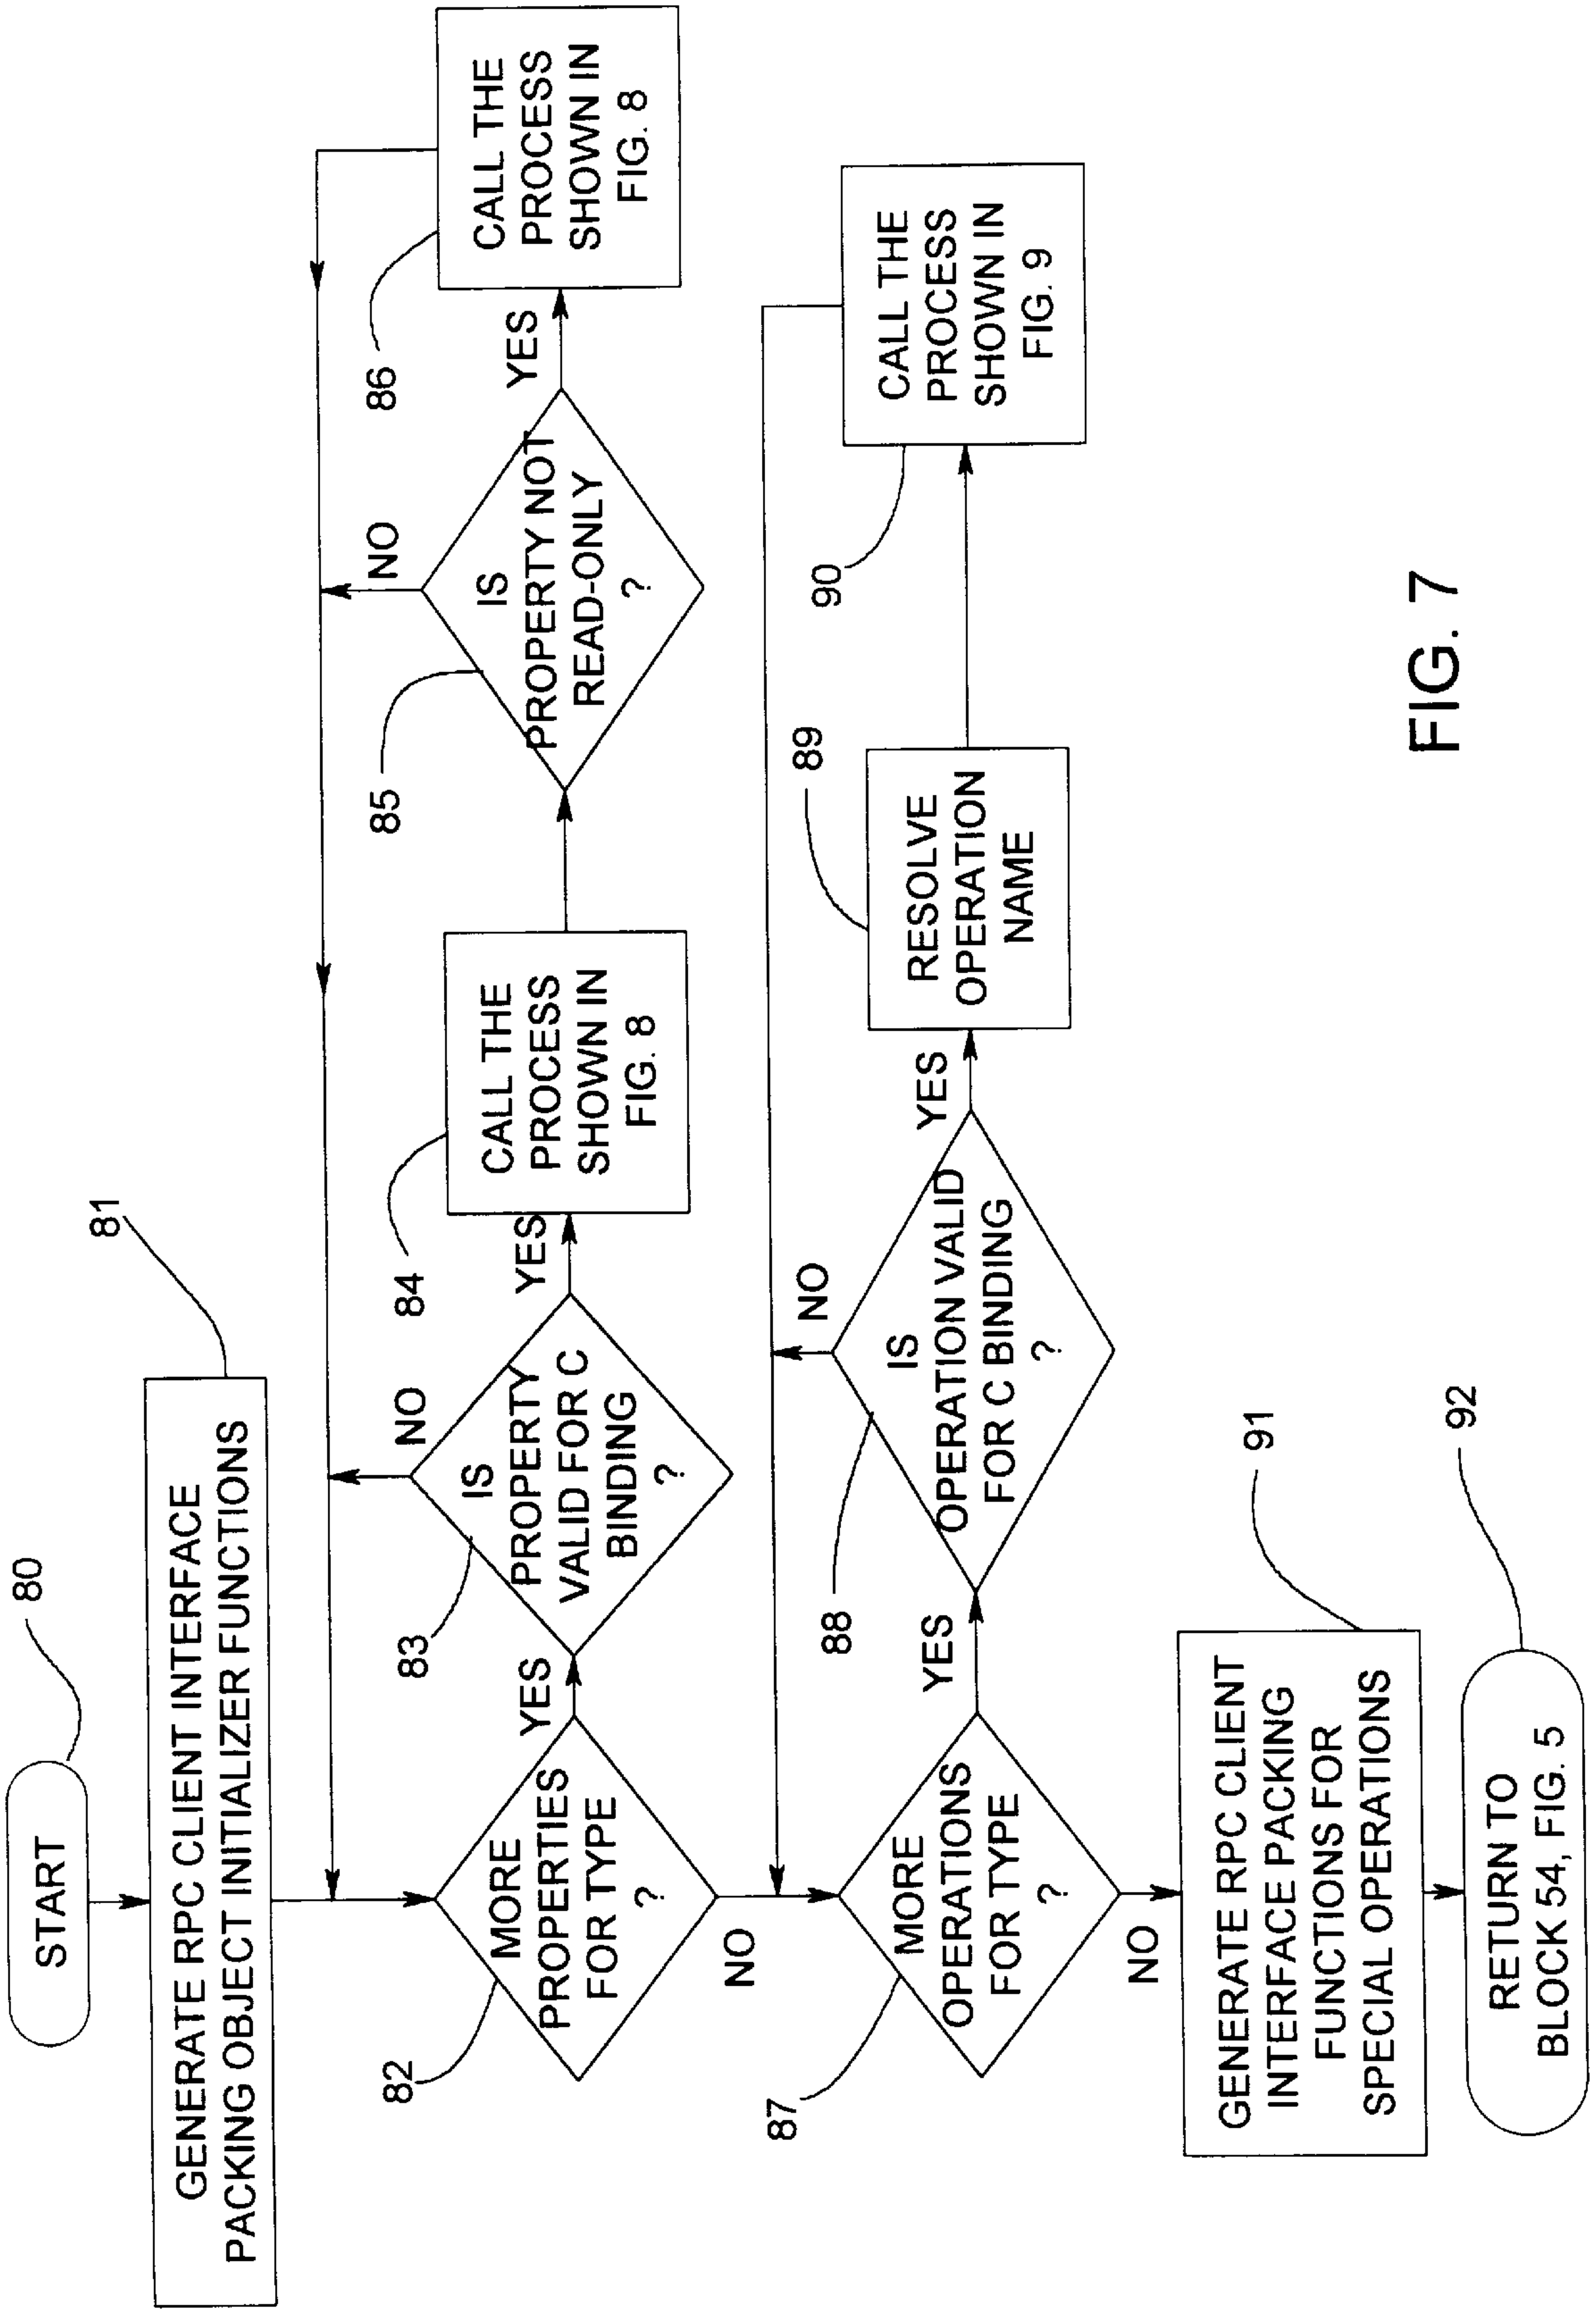 80
START
81
GENERATE RPC CLIENT INTERFACE
PACKING OBJECT INITIALIZER FUNCTIONS
82
MORE
PROPERTIES
FOR TYPE
?
YES
NO
83
IS
PROPERTY
VALID FOR C
BINDING
?
NO
YES
84
CALL THE
PROCESS
SHOWN IN
FIG. 8
85
IS
PROPERTY NOT
READ-ONLY
?
NO
YES
86
CALL THE
PROCESS
SHOWN IN
FIG. 8
87
MORE
OPERATIONS
FOR TYPE
?
YES
NO
88
IS
OPERATION VALID
FOR C BINDING
?
NO
YES
89
RESOLVE
OPERATION
NAME
90
CALL THE
PROCESS
SHOWN IN
FIG. 9
91
GENERATE RPC CLIENT
INTERFACE PACKING
FUNCTIONS FOR
SPECIAL OPERATIONS
92
RETURN TO
BLOCK 54, FIG. 5
FIG. 7